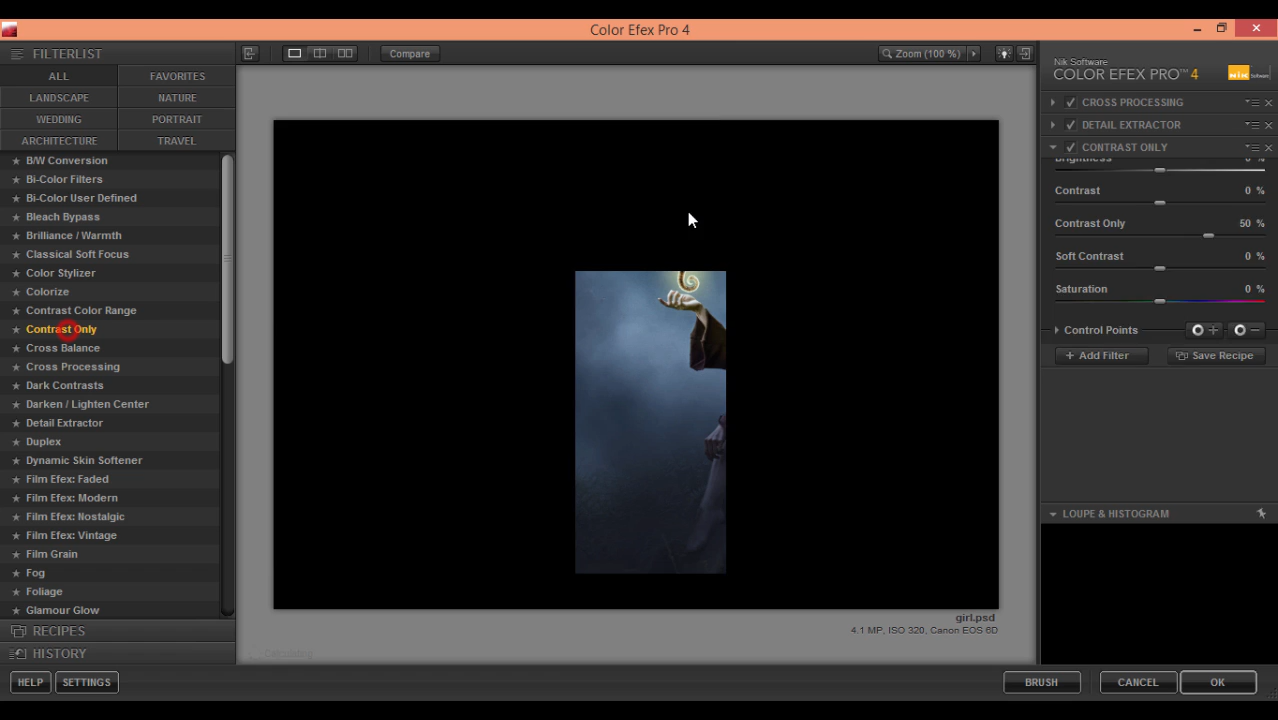 Color Efex Pro 4
FILTERLIST
ALL
FAVORITES
LANDSCAPE
NATURE
WEDDING
PORTRAIT
ARCHITECTURE
TRAVEL
B/W Conversion
Bi-Color Filters
Bi-Color User Defined
Bleach Bypass
Brilliance / Warmth
Classical Soft Focus
Color Stylizer
Colorize
Contrast Color Range
Contrast Only
Cross Balance
Cross Processing
Dark Contrasts
Darken / Lighten Center
Detail Extractor
Duplex
Dynamic Skin Softener
Film Efex: Faded
Film Efex: Modern
Film Efex: Nostalgic
Film Efex: Vintage
Film Grain
Fog
Foliage
Glamour Glow
RECIPES
HISTORY
HELP
SETTINGS
Compare
Zoom (100 %)
girl.psd
4.1 MP, ISO 320, Canon EOS 6D
Calculating
Nik Software
COLOR EFEX PRO™ 4
Nik Software
CROSS PROCESSING
DETAIL EXTRACTOR
CONTRAST ONLY
Brightness 0 %
Contrast 0 %
Contrast Only 50 %
Soft Contrast 0 %
Saturation 0 %
Control Points
+ Add Filter
Save Recipe
LOUPE & HISTOGRAM
BRUSH
CANCEL
OK